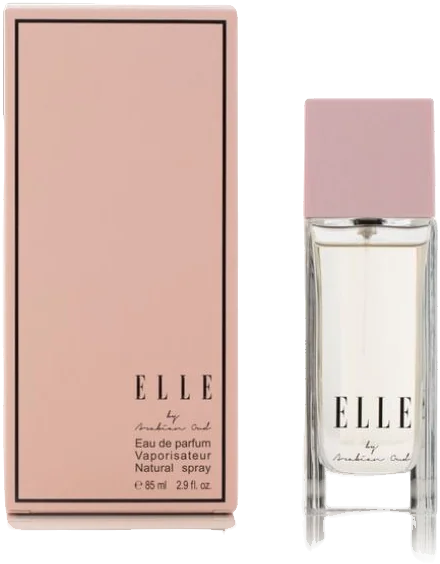 ELLE
by
Arabian Oud
Eau de parfum
Vaporisateur
Natural spray
℮ 85 ml 2.9 fl. oz.
ELLE
by
Arabian Oud